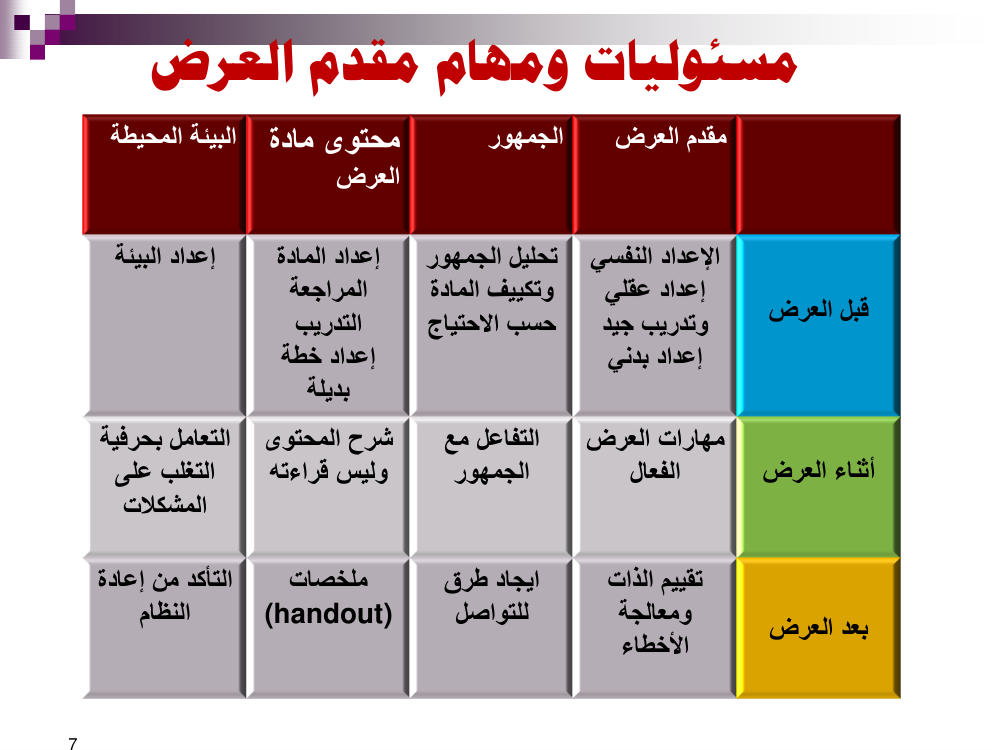 مسئوليات ومهام مقدم العرض
مقدم العرض
الجمهور
محتوى مادة
العرض
البيئة المحيطة
قبل العرض
الإعداد النفسي
إعداد عقلي
وتدريب جيد
إعداد بدني
تحليل الجمهور
وتكييف المادة
حسب الاحتياج
إعداد المادة
المراجعة
التدريب
إعداد خطة
بديلة
إعداد البيئة
أثناء العرض
مهارات العرض
الفعال
التفاعل مع
الجمهور
شرح المحتوى
وليس قراءته
التعامل بحرفية
التغلب على
المشكلات
بعد العرض
تقييم الذات
ومعالجة
الأخطاء
ايجاد طرق
للتواصل
ملخصات
(handout)
التأكد من إعادة
النظام
7